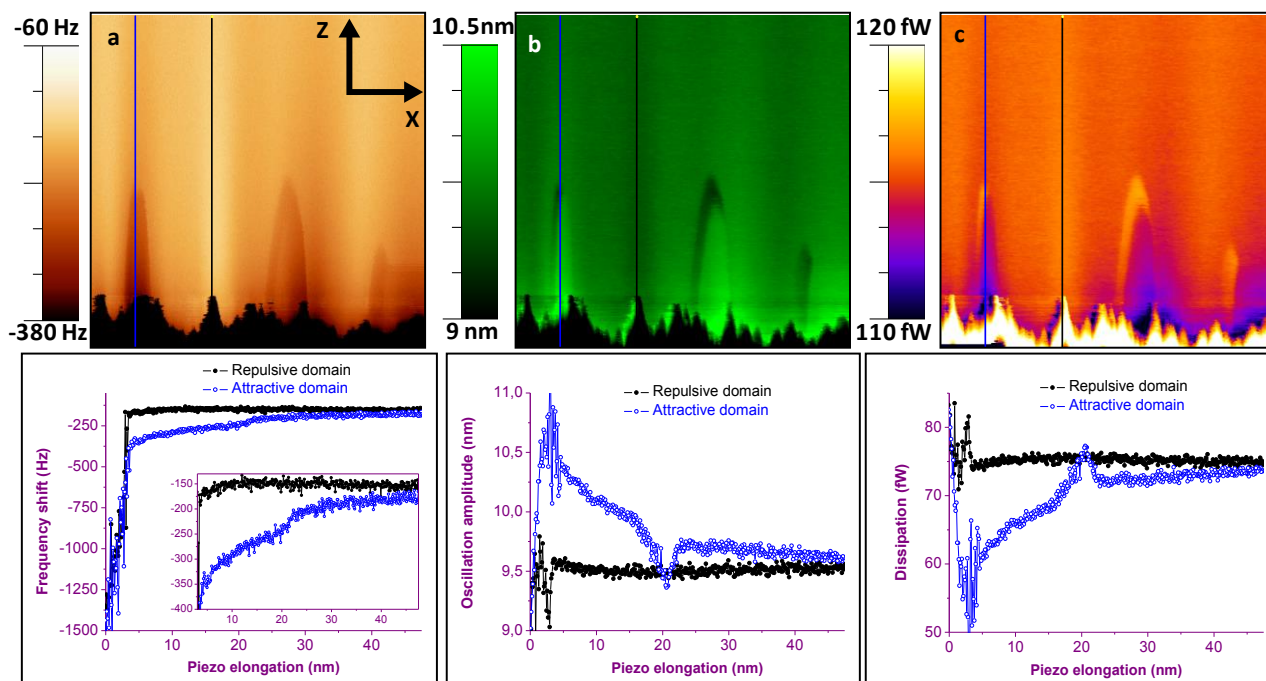 -60 Hz
a
Z
X
-380 Hz
10.5nm
b
9 nm
120 fW
c
110 fW
Repulsive domain
Attractive domain
-250
-500
-750
-1000
-1250
-1500
0
10
20
30
40
Frequency shift (Hz)
Piezo elongation (nm)
-150
-200
-250
-300
-350
-400
10
20
30
40
Repulsive domain
Attractive domain
11,0
10,5
10,0
9,5
9,0
0
10
20
30
40
Oscillation amplitude (nm)
Piezo elongation (nm)
Repulsive domain
Attractive domain
80
70
60
50
0
10
20
30
40
Dissipation (fW)
Piezo elongation (nm)